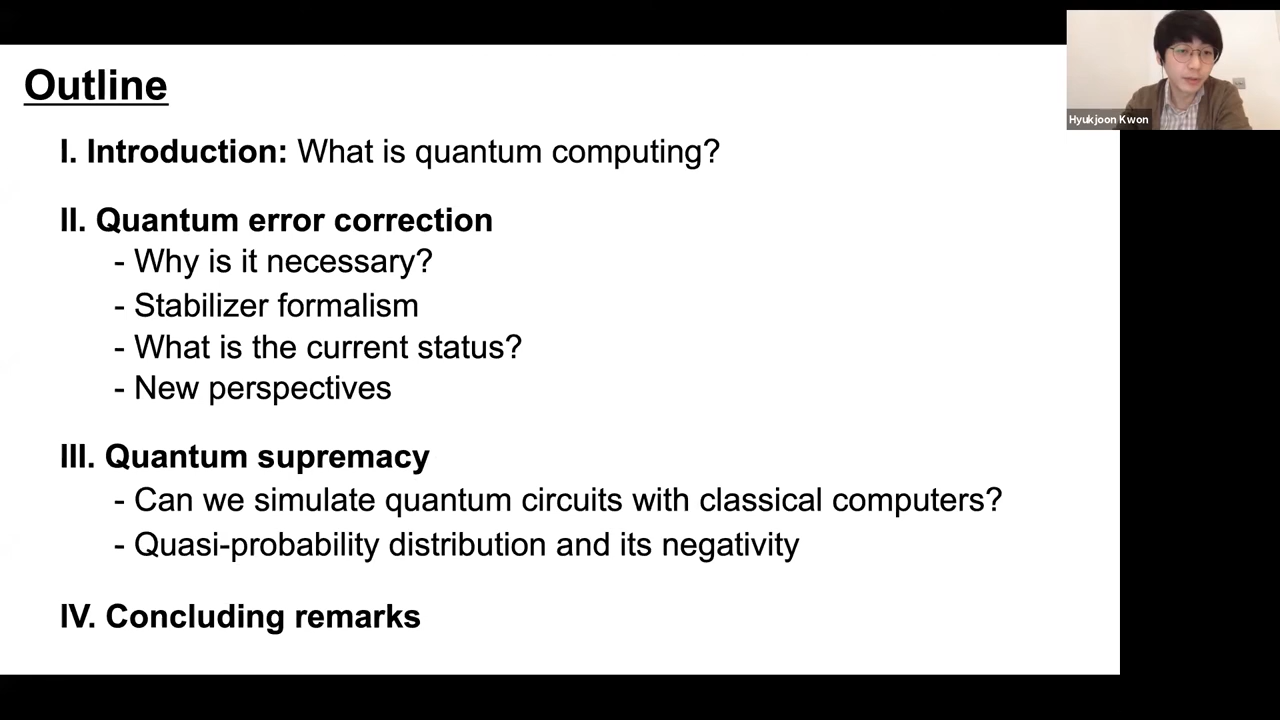 Outline
I. Introduction: What is quantum computing?
II. Quantum error correction
- Why is it necessary?
- Stabilizer formalism
- What is the current status?
- New perspectives
III. Quantum supremacy
- Can we simulate quantum circuits with classical computers?
- Quasi-probability distribution and its negativity
IV. Concluding remarks
Hyukjoon Kwon